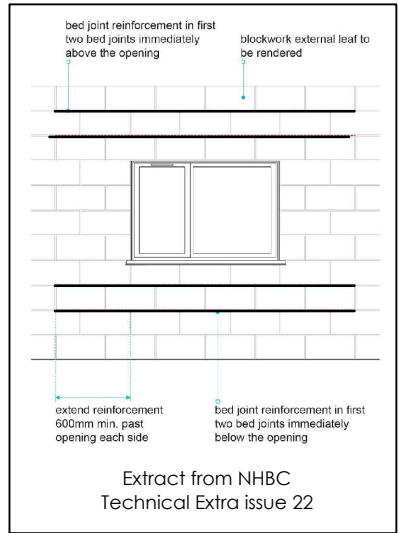 bed joint reinforcement in first
two bed joints immediately
above the opening
blockwork external leaf to
be rendered
extend reinforcement
600mm min. past
opening each side
bed joint reinforcement in first
two bed joints immediately
below the opening
Extract from NHBC
Technical Extra issue 22